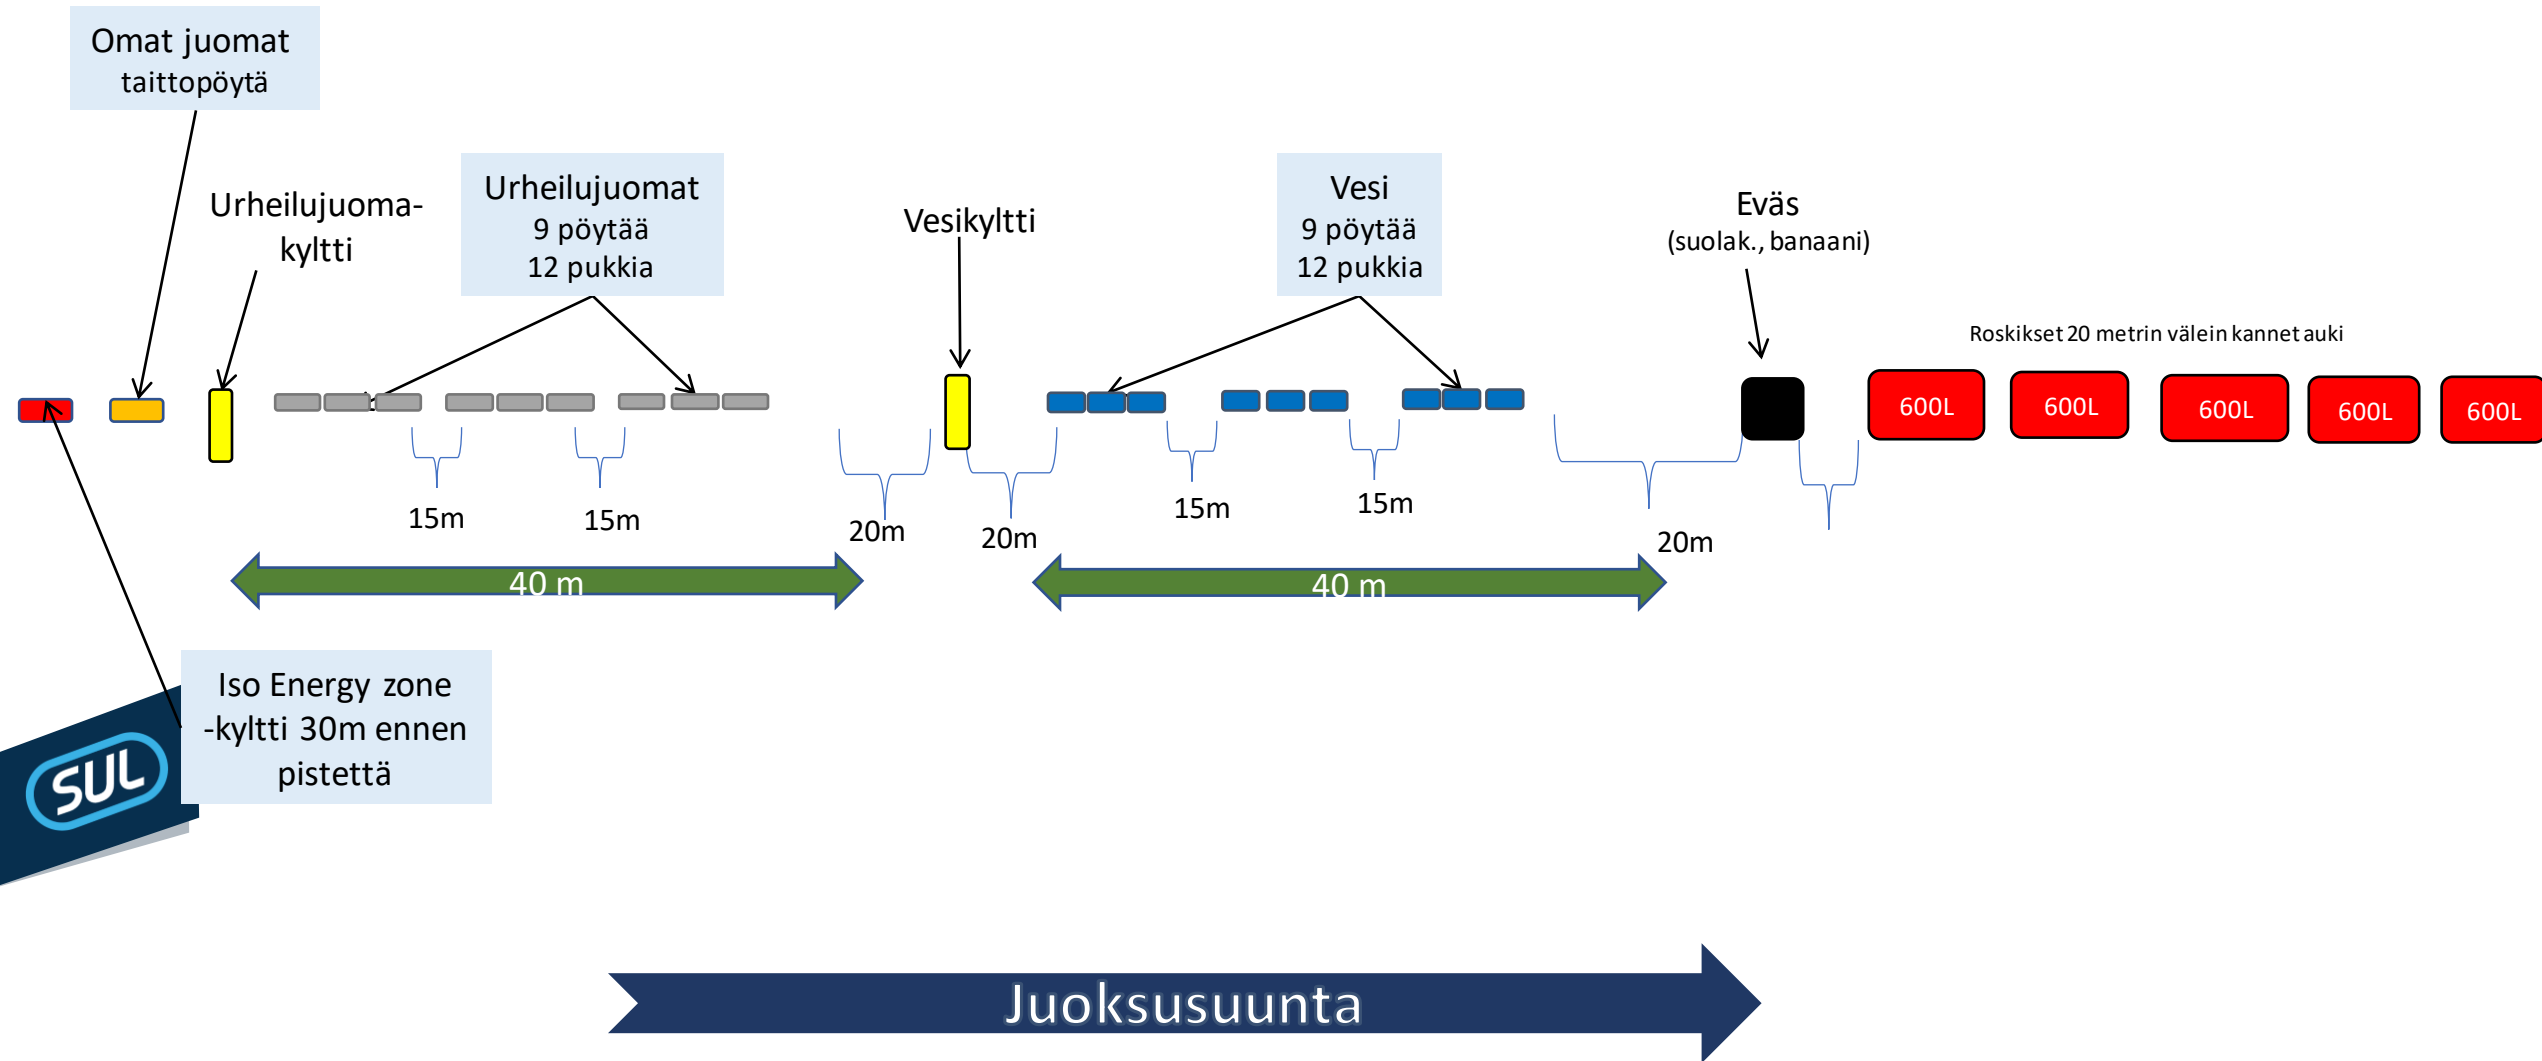 Omat juomat
taittopöytä
Urheilujuoma-
kyltti
Urheilujuomat
9 pöytää
12 pukkia
Vesikyltti
Vesi
9 pöytää
12 pukkia
Eväs
(suolak., banaani)
Roskikset 20 metrin välein kannet auki
600L
600L
600L
600L
600L
15m
15m
20m
20m
15m
15m
20m
40 m
40 m
Iso Energy zone
-kyltti 30m ennen
pistettä
SUL
Juoksusuunta